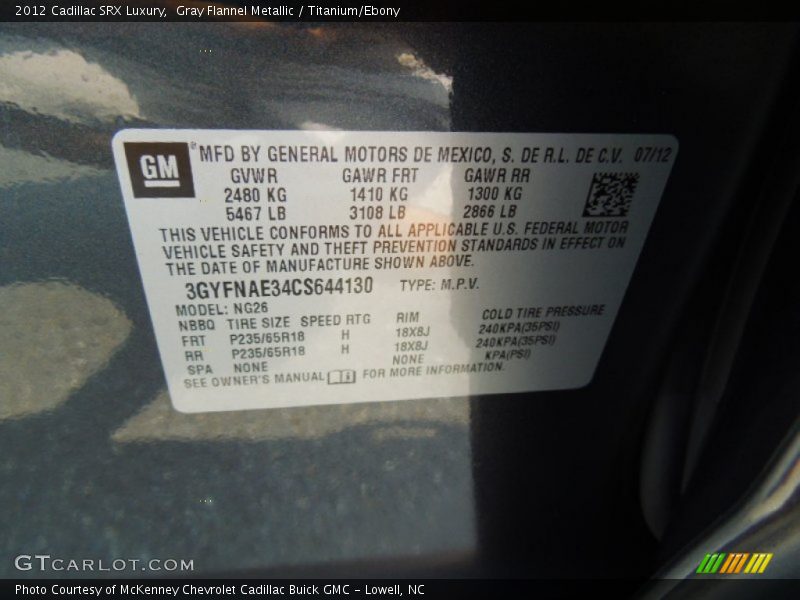 2012 Cadillac SRX Luxury, Gray Flannel Metallic / Titanium/Ebony
GM
® MFD BY GENERAL MOTORS DE MEXICO, S. DE R.L. DE C.V. 07/12
GVWR GAWR FRT GAWR RR
2480 KG 1410 KG 1300 KG
5467 LB 3108 LB 2866 LB
THIS VEHICLE CONFORMS TO ALL APPLICABLE U.S. FEDERAL MOTOR
VEHICLE SAFETY AND THEFT PREVENTION STANDARDS IN EFFECT ON
THE DATE OF MANUFACTURE SHOWN ABOVE.
3GYFNAE34CS644130 TYPE: M.P.V.
MODEL: NG26
NBBQ TIRE SIZE SPEED RTG RIM COLD TIRE PRESSURE
FRT P235/65R18 H 18X8J 240KPA(35PSI)
RR P235/65R18 H 18X8J 240KPA(35PSI)
SPA NONE NONE KPA(PSI)
SEE OWNER'S MANUAL FOR MORE INFORMATION.
GTCARLOT.COM
Photo Courtesy of McKenney Chevrolet Cadillac Buick GMC - Lowell, NC